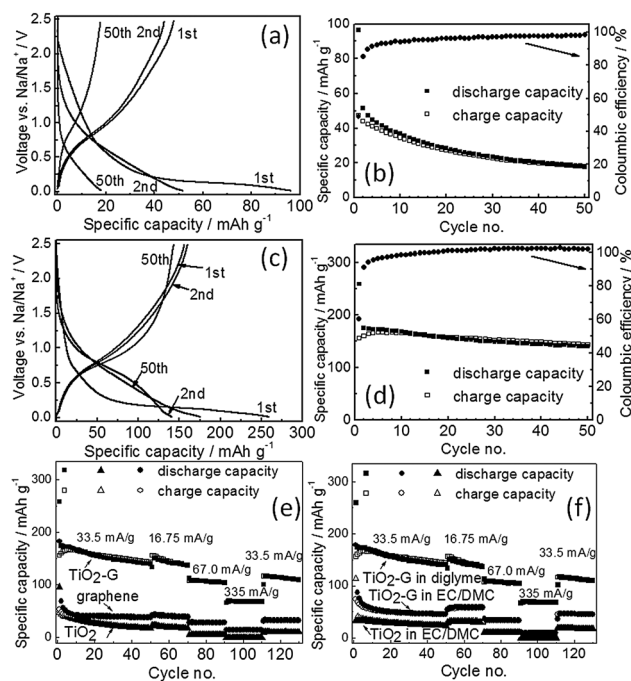 (a)
Voltage vs. Na/Na+ / V
2.5
2.0
1.5
1.0
0.5
0.0
50th
2nd
1st
50th
2nd
1st
0 20 40 60 80 100
Specific capacity / mAh g-1
(b)
Specific capacity / mAh g-1
100
80
60
40
20
0
discharge capacity
charge capacity
Coloumbic efficiency / %
100
80
60
40
20
0
0 10 20 30 40 50
Cycle no.
(c)
Voltage vs. Na/Na+ / V
2.5
2.0
1.5
1.0
0.5
0.0
50th
1st
2nd
50th
2nd
1st
0 50 100 150 200 250 300
Specific capacity / mAh g-1
(d)
Specific capacity / mAh g-1
300
200
100
0
discharge capacity
charge capacity
Coloumbic efficiency / %
100
80
60
40
20
0
0 10 20 30 40 50
Cycle no.
(e)
Specific capacity / mAh g-1
300
200
100
0
discharge capacity
charge capacity
33.5 mA/g
16.75 mA/g
33.5 mA/g
TiO2-G
67.0 mA/g
graphene
335 mA/g
TiO2
0 20 40 60 80 100 120
Cycle no.
(f)
Specific capacity / mAh g-1
300
200
100
0
discharge capacity
charge capacity
33.5 mA/g
16.75 mA/g
33.5 mA/g
TiO2-G in diglyme
67.0 mA/g
TiO2-G in EC/DMC
335 mA/g
TiO2 in EC/DMC
0 20 40 60 80 100 120
Cycle no.